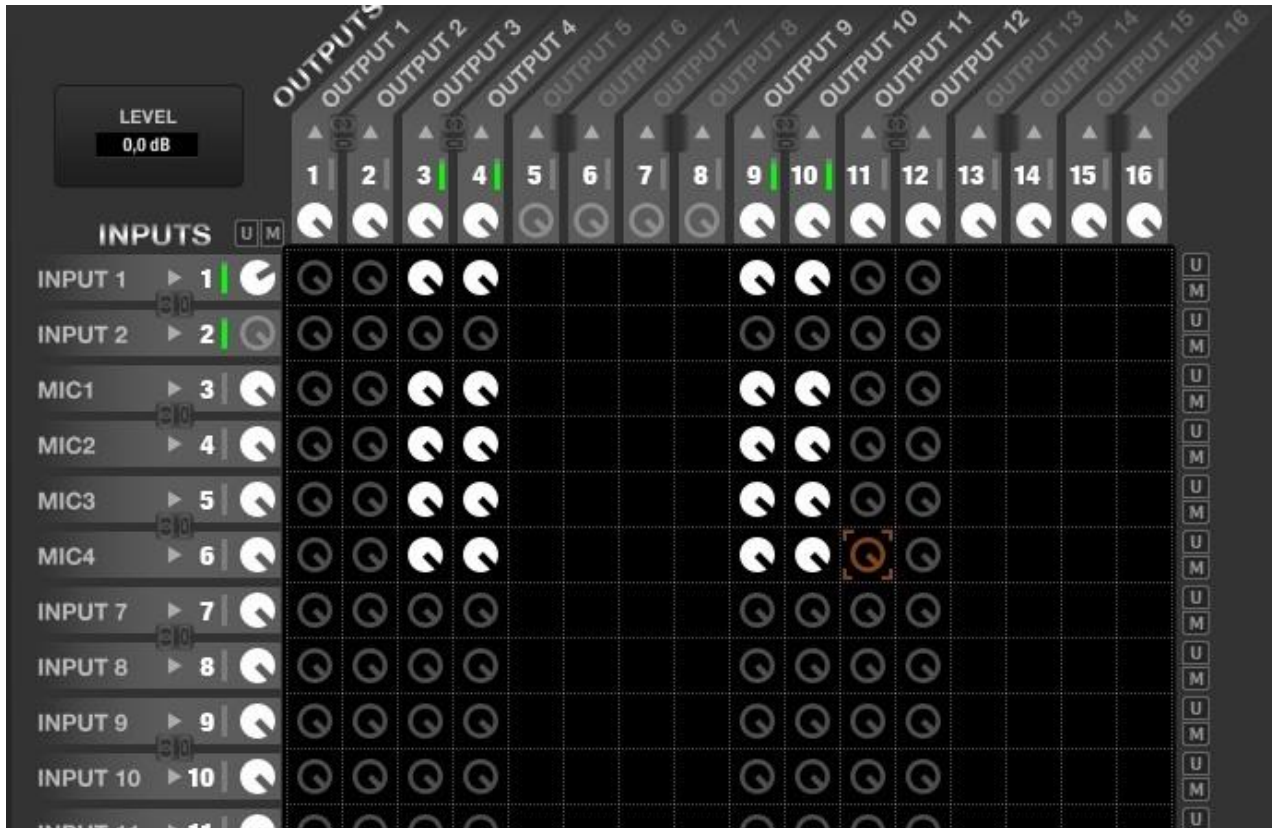 OUTPUTS
OUTPUT 1
OUTPUT 2
OUTPUT 3
OUTPUT 4
OUTPUT 5
OUTPUT 6
OUTPUT 7
OUTPUT 8
OUTPUT 9
OUTPUT 10
OUTPUT 11
OUTPUT 12
OUTPUT 13
OUTPUT 14
OUTPUT 15
OUTPUT 16
LEVEL
0,0 dB
1 2 3 4 5 6 7 8 9 10 11 12 13 14 15 16
INPUTS U M
INPUT 1 1 U
M
INPUT 2 2 U
M
MIC1 3 U
M
MIC2 4 U
M
MIC3 5 U
M
MIC4 6 U
M
INPUT 7 7 U
M
INPUT 8 8 U
M
INPUT 9 9 U
M
INPUT 10 10 U
M
U